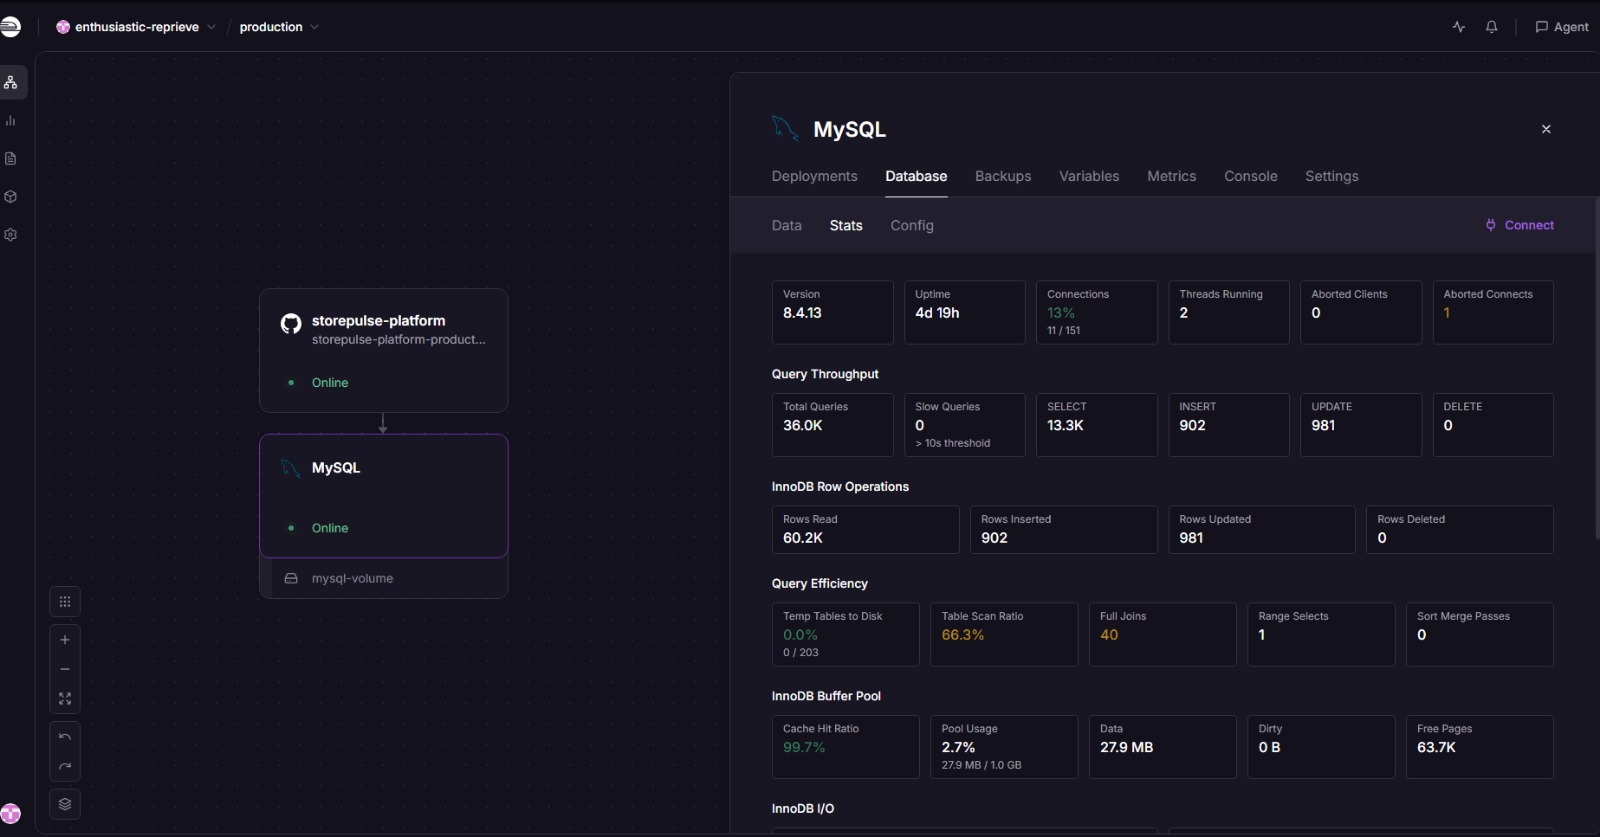 enthusiastic-reprieve / production
Agent
storepulse-platform
storepulse-platform-product...
Online
MySQL
Online
mysql-volume
MySQL
Deployments Database Backups Variables Metrics Console Settings
Data Stats Config Connect
Version Uptime Connections Threads Running Aborted Clients Aborted Connects
8.4.13 4d 19h 13% 2 0 1
11 / 151
Query Throughput
Total Queries Slow Queries SELECT INSERT UPDATE DELETE
36.0K 0 13.3K 902 981 0
> 10s threshold
InnoDB Row Operations
Rows Read Rows Inserted Rows Updated Rows Deleted
60.2K 902 981 0
Query Efficiency
Temp Tables to Disk Table Scan Ratio Full Joins Range Selects Sort Merge Passes
0.0% 66.3% 40 1 0
0 / 203
InnoDB Buffer Pool
Cache Hit Ratio Pool Usage Data Dirty Free Pages
99.7% 2.7% 27.9 MB 0 B 63.7K
27.9 MB / 1.0 GB
InnoDB I/O